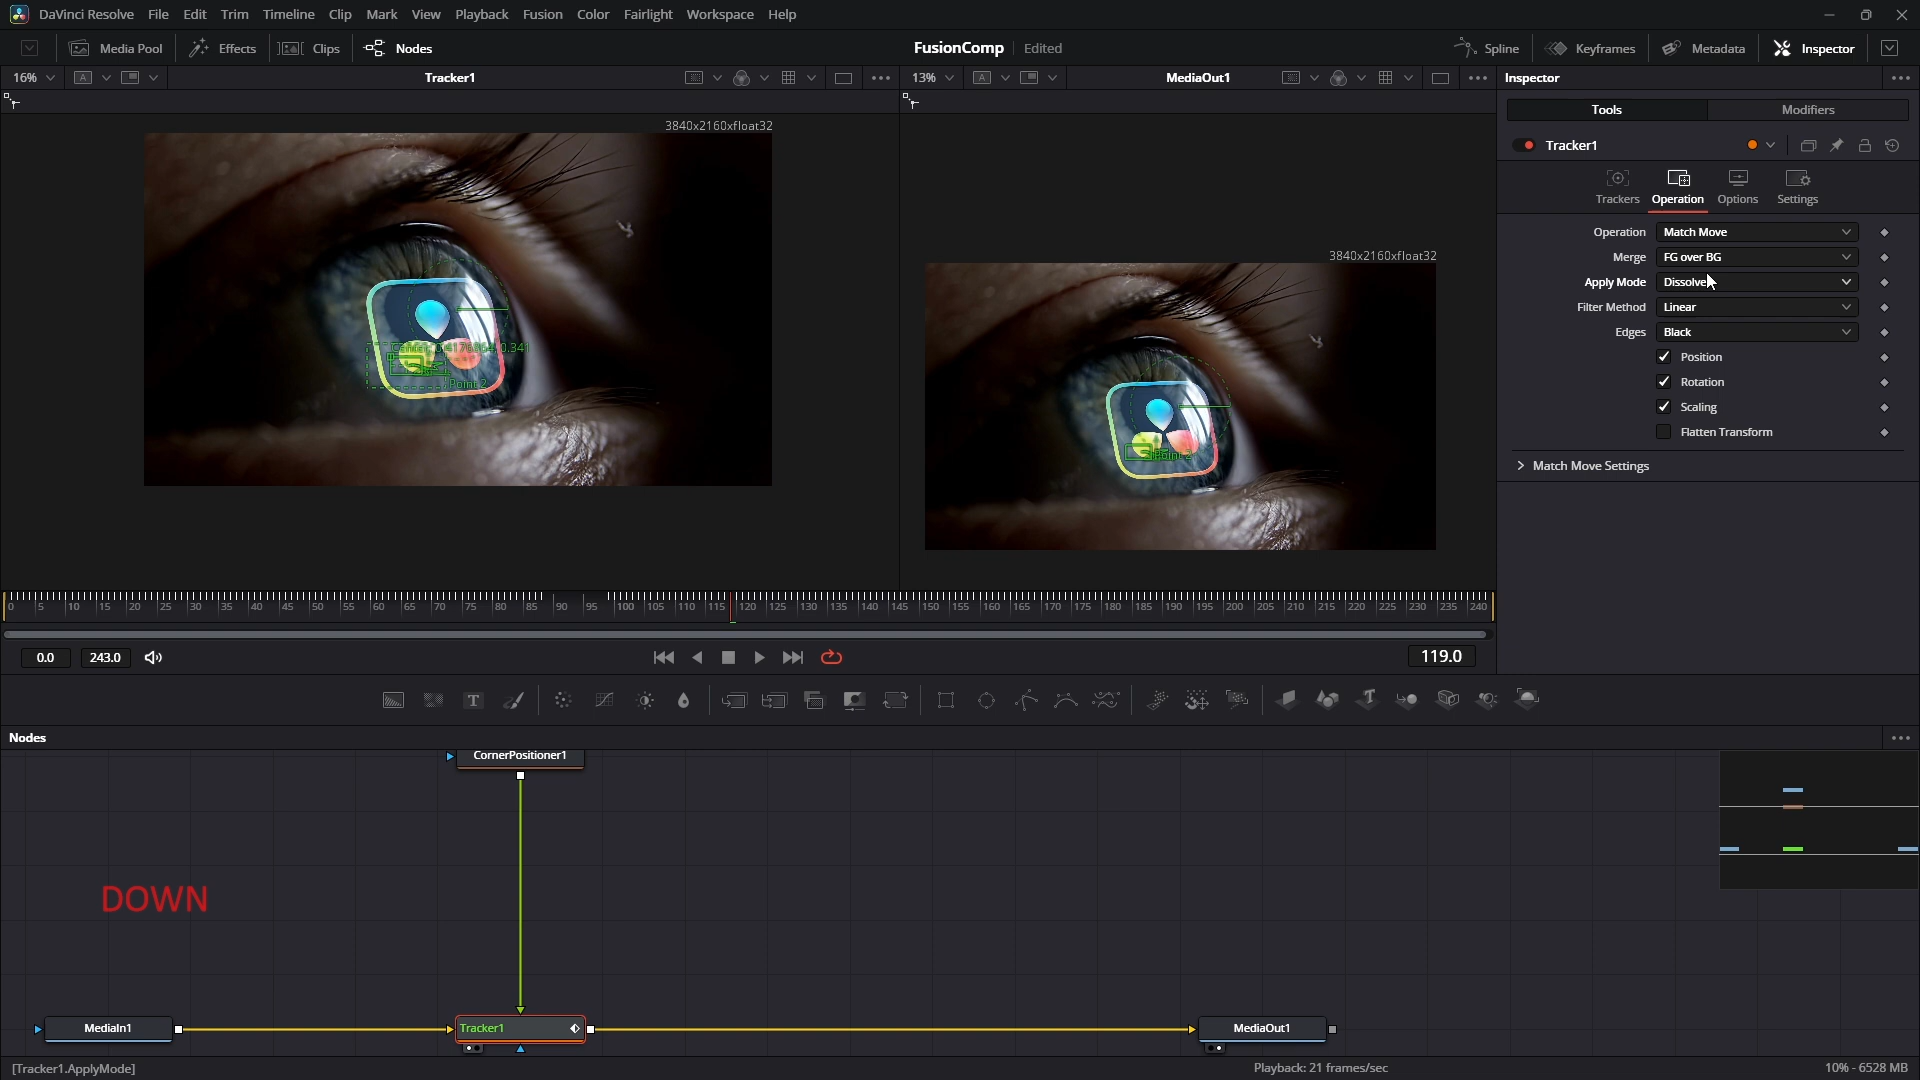 DaVinci Resolve File Edit Trim Timeline Clip Mark View Playback Fusion Color Fairlight Workspace Help
Media Pool Effects Clips Nodes FusionComp Edited Spline Keyframes Metadata Inspector
16% A Tracker1 13% A MediaOut1 Inspector
Tools Modifiers
3840x2160xfloat32
Tracker1
Trackers Operation Options Settings
Operation Match Move
3840x2160xfloat32
Merge FG over BG
Apply Mode Dissolve
Filter Method Linear
Edges Black
Position
Rotation
Scaling
Flatten Transform
Point 2
Point 2
Match Move Settings
0 5 10 15 20 25 30 35 40 45 50 55 60 65 70 75 80 85 90 95 100 105 110 115 120 125 130 135 140 145 150 155 160 165 170 175 180 185 190 195 200 205 210 215 220 225 230 235 240
0.0 243.0 119.0
T T
Nodes
CornerPositioner1
DOWN
MediaIn1 Tracker1 MediaOut1
[Tracker1.ApplyMode] Playback: 21 frames/sec 10% - 6528 MB